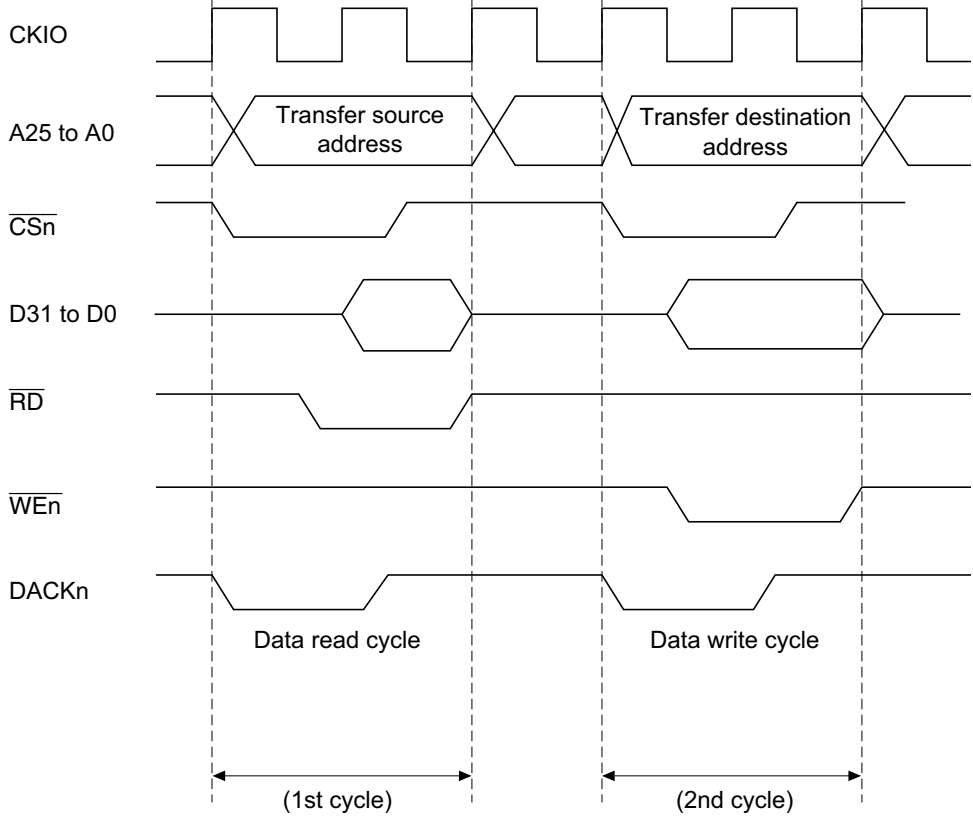 CKIO
A25 to A0
Transfer source
address
Transfer destination
address
CSn
D31 to D0
RD
WEn
DACKn
Data read cycle
Data write cycle
(1st cycle)
(2nd cycle)